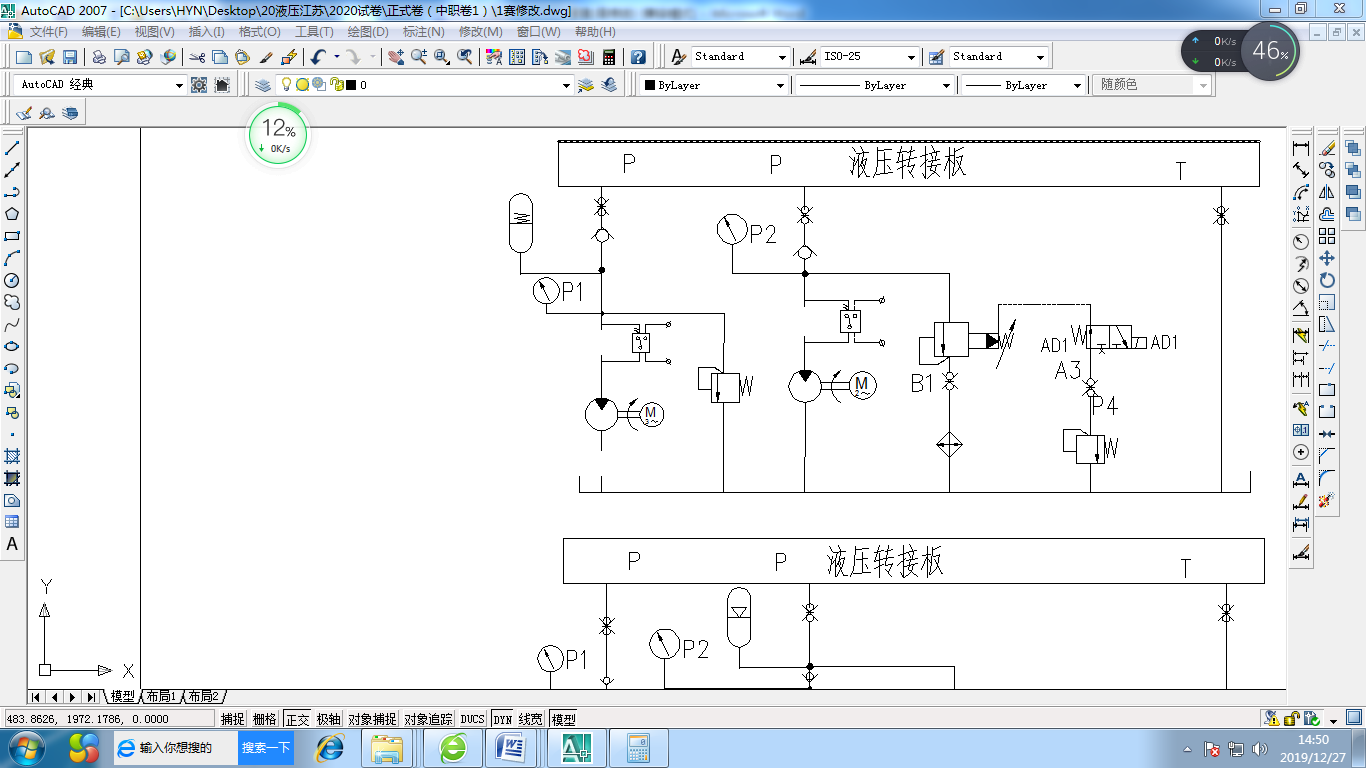 AutoCAD 2007 - [C:\Users\HYN\Desktop\20液压江苏\2020试卷\正式卷（中职卷1）\1赛修改.dwg]
文件(F) 编辑(E) 视图(V) 插入(I) 格式(O) 工具(T) 绘图(D) 标注(N) 修改(M) 窗口(W) 帮助(H)
Standard ISO-25 Standard
0K/s
0K/s
46%
AutoCAD 经典 0 ByLayer ByLayer ByLayer 随颜色
12%
0K/s
P P 液压转接板 T
P2
P1
AD1 AD1
A3
B1
M
2~
P4
M
3~
P P 液压转接板 T
P1 P2
Y
X
A
模型 布局1 布局2
483.8626, 1972.1786, 0.0000 捕捉 栅格 正交 极轴 对象捕捉 对象追踪 DUCS DYN 线宽 模型
输入你想搜的 搜索一下
14:50
2019/12/27